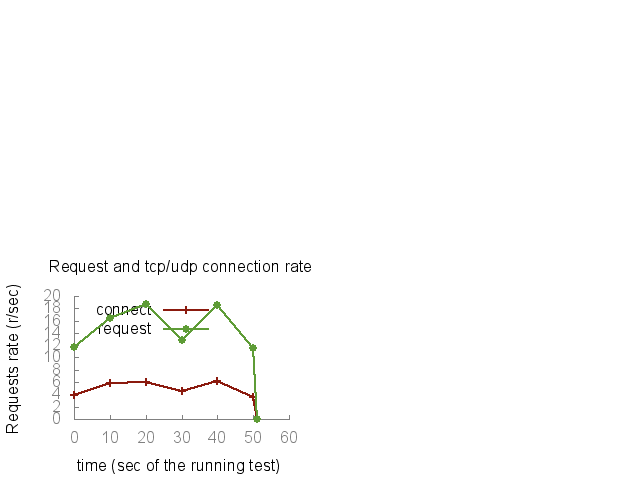 Request and tcp/udp connection rate
Requests rate (r/sec)
20
18
16
14
12
10
8
6
4
2
0
connect
request
0 10 20 30 40 50 60
time (sec of the running test)